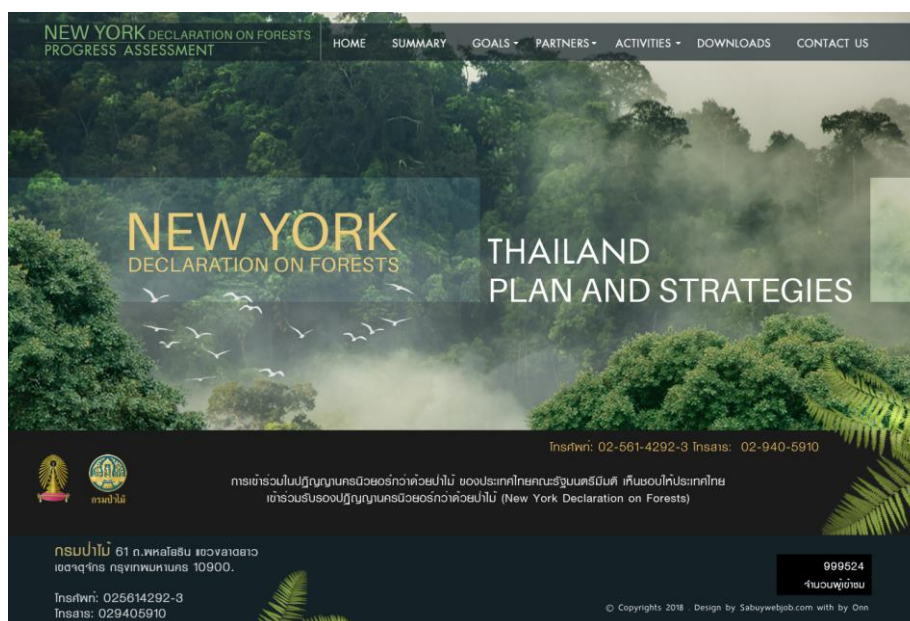 NEW YORK DECLARATION ON FORESTS
PROGRESS ASSESSMENT
HOME SUMMARY GOALS PARTNERS ACTIVITIES DOWNLOADS CONTACT US
NEW YORK
DECLARATION ON FORESTS
THAILAND
PLAN AND STRATEGIES
โทรศัพท์: 02-561-4292-3 โทรสาร: 02-940-5910
กรมป่าไม้
การเข้าร่วมในปฏิญญานครนิวยอร์กว่าด้วยป่าไม้ ของประเทศไทยคณะรัฐมนตรีมีมติ เห็นชอบให้ประเทศไทย
เข้าร่วมรับรองปฏิญญานครนิวยอร์กว่าด้วยป่าไม้ (New York Declaration on Forests)
กรมป่าไม้ 61 ถ.พหลโยธิน แขวงลาดยาว
เขตจตุจักร กรุงเทพมหานคร 10900.
โทรศัพท์: 025614292-3
โทรสาร: 029405910
999524
จำนวนผู้เข้าชม
© Copyrights 2018 . Design by Sabuywebjob.com with by Onn